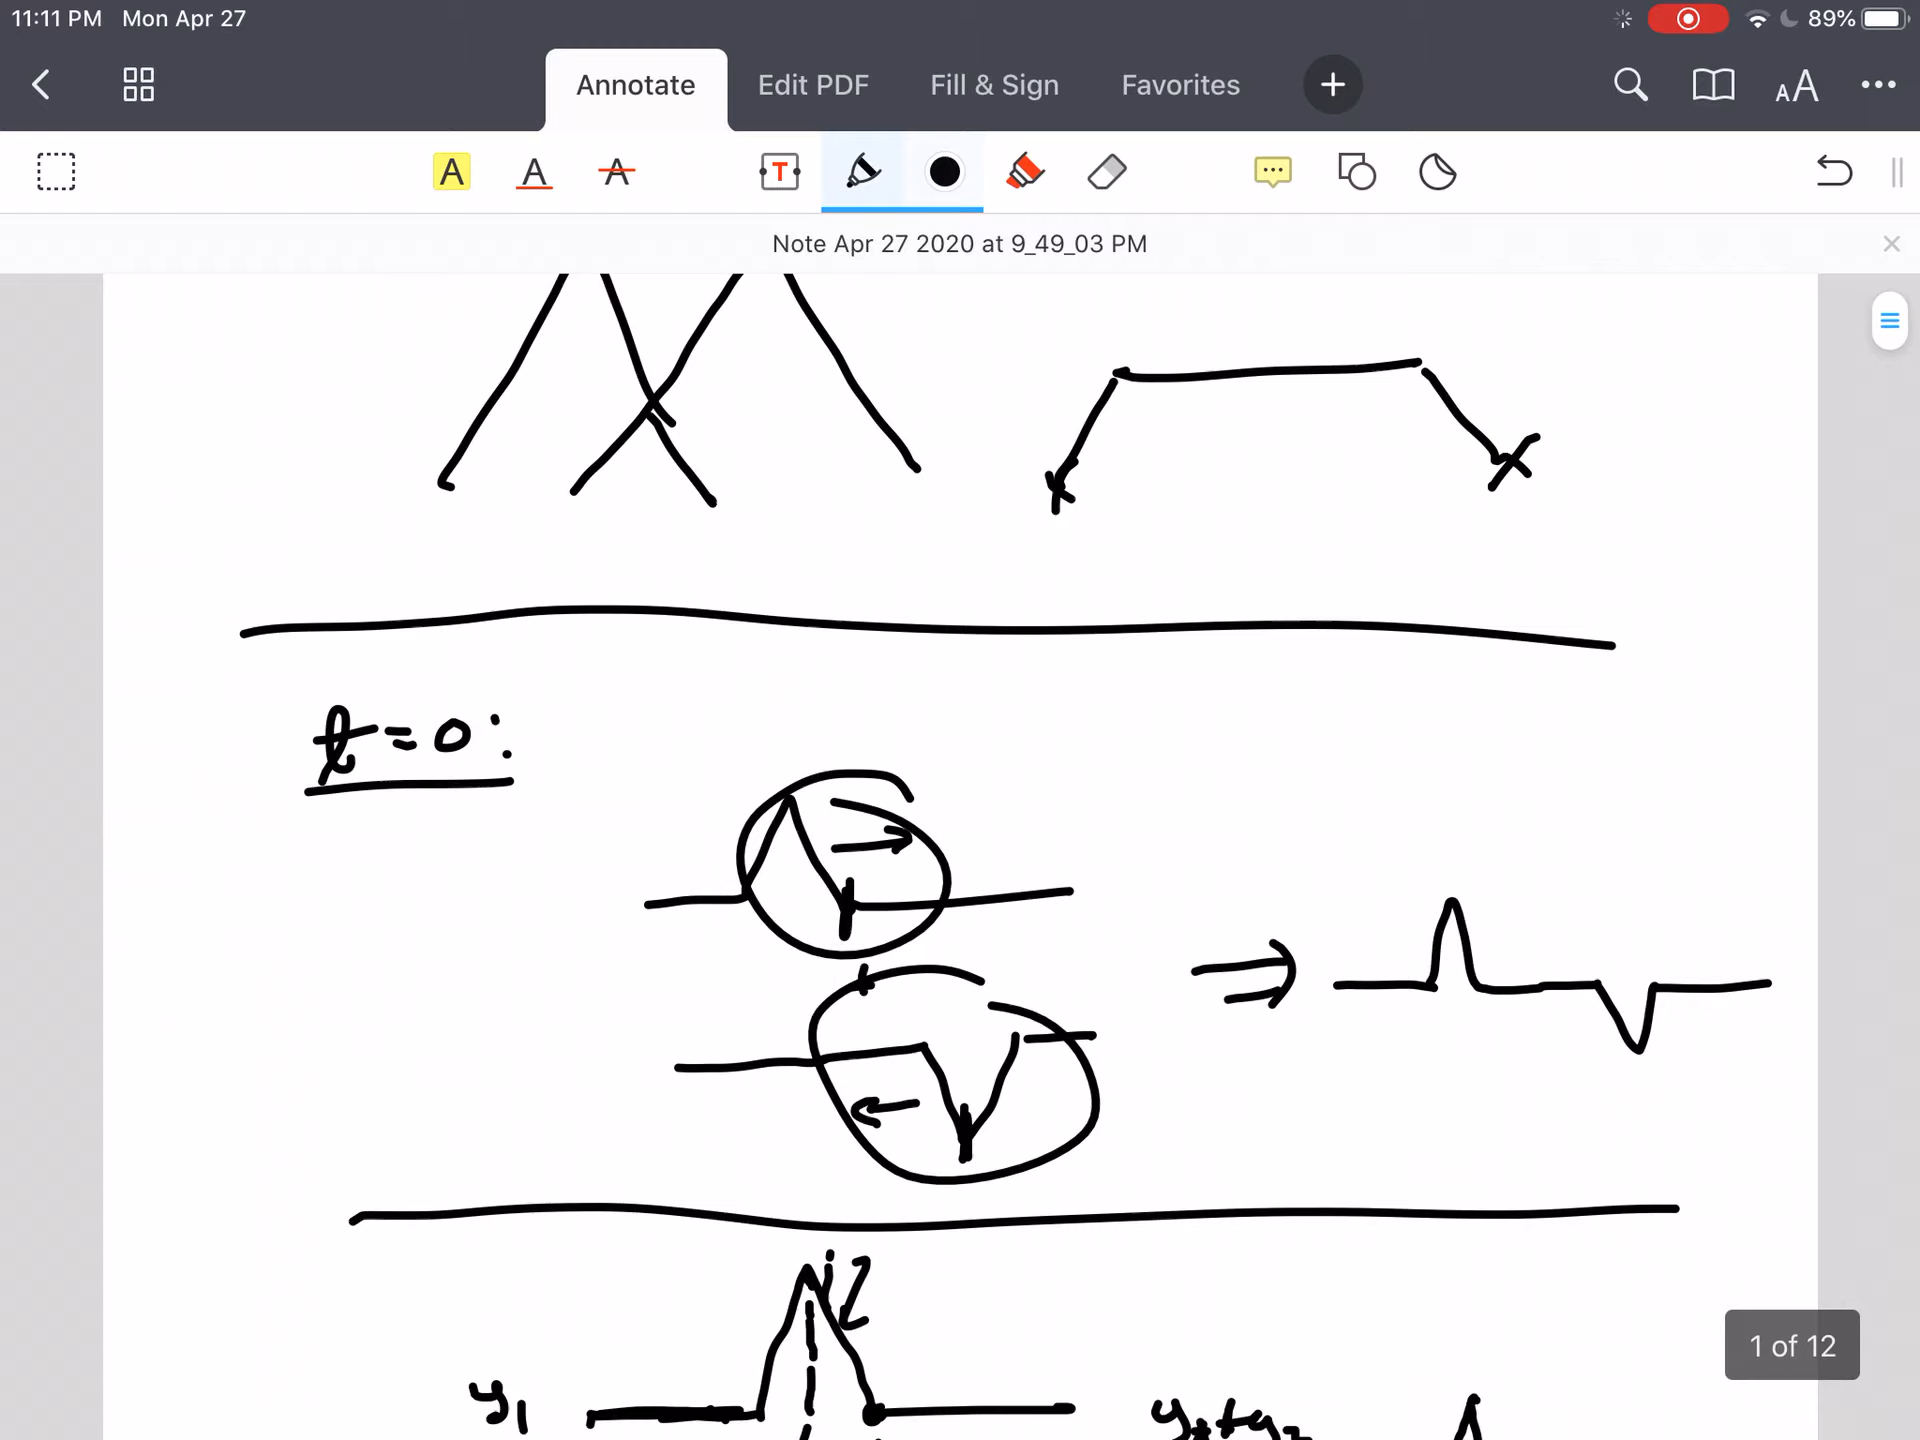 11:11 PM Mon Apr 27 89%
Annotate Edit PDF Fill & Sign Favorites
Note Apr 27 2020 at 9_49_03 PM
t = 0:
+
1 of 12
y1